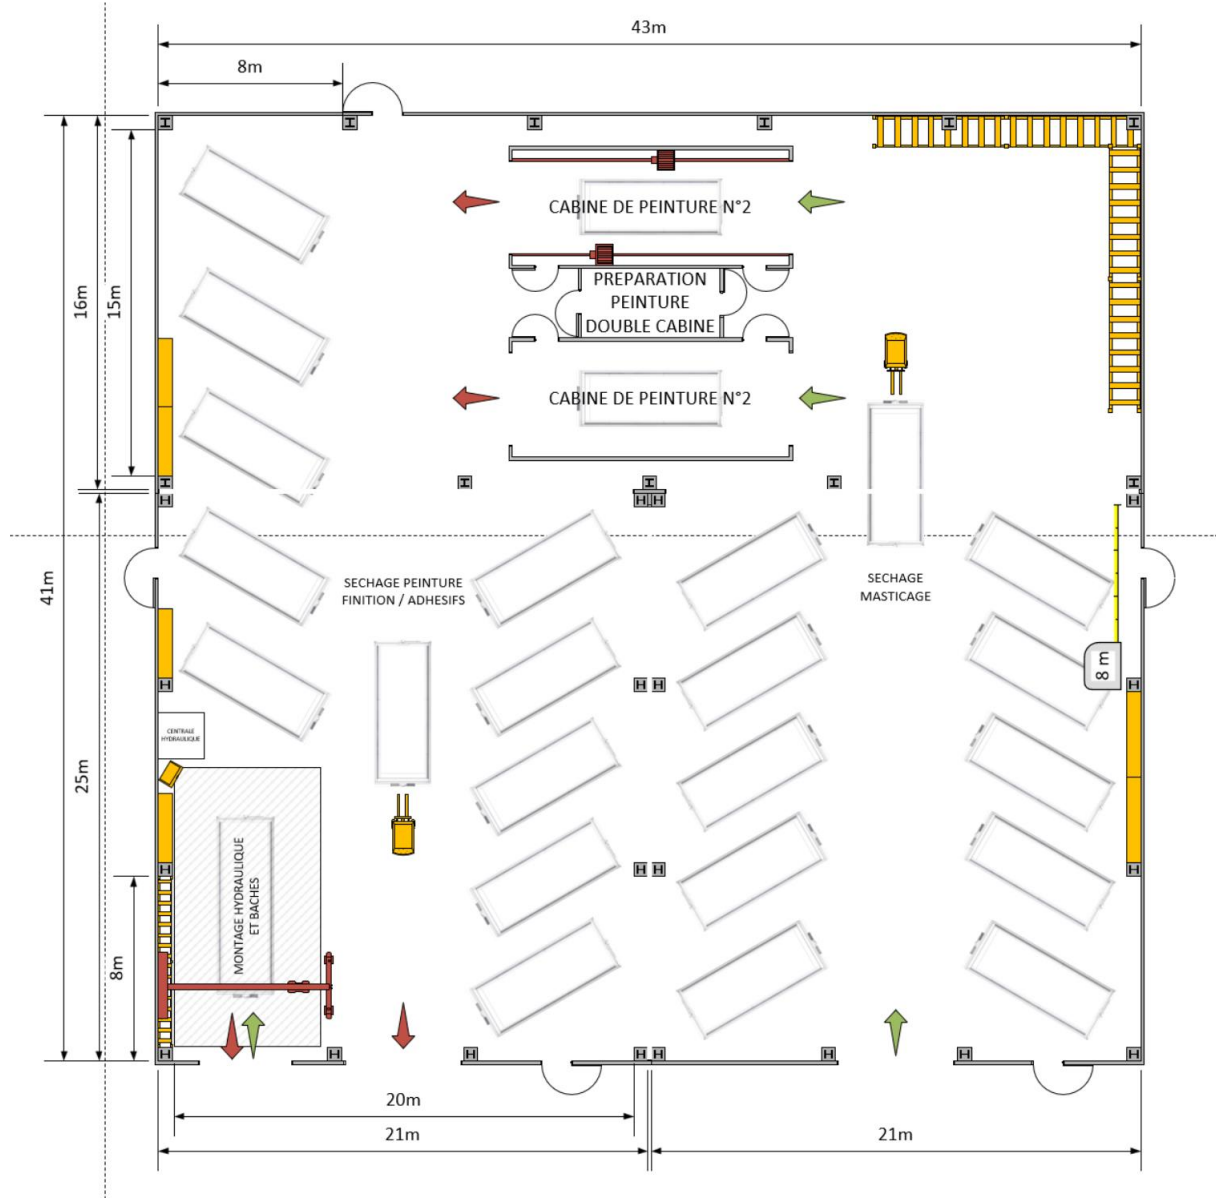 43m
8m
CABINE DE PEINTURE N°2
PREPARATION
PEINTURE
DOUBLE CABINE
16m
15m
CABINE DE PEINTURE N°2
41m
SECHAGE PEINTURE
FINITION / ADHESIFS
SECHAGE
MASTICAGE
8 m
CENTRALE
HYDRAULIQUE
25m
MONTAGE HYDRAULIQUE
ET BACHES
8m
20m
21m
21m